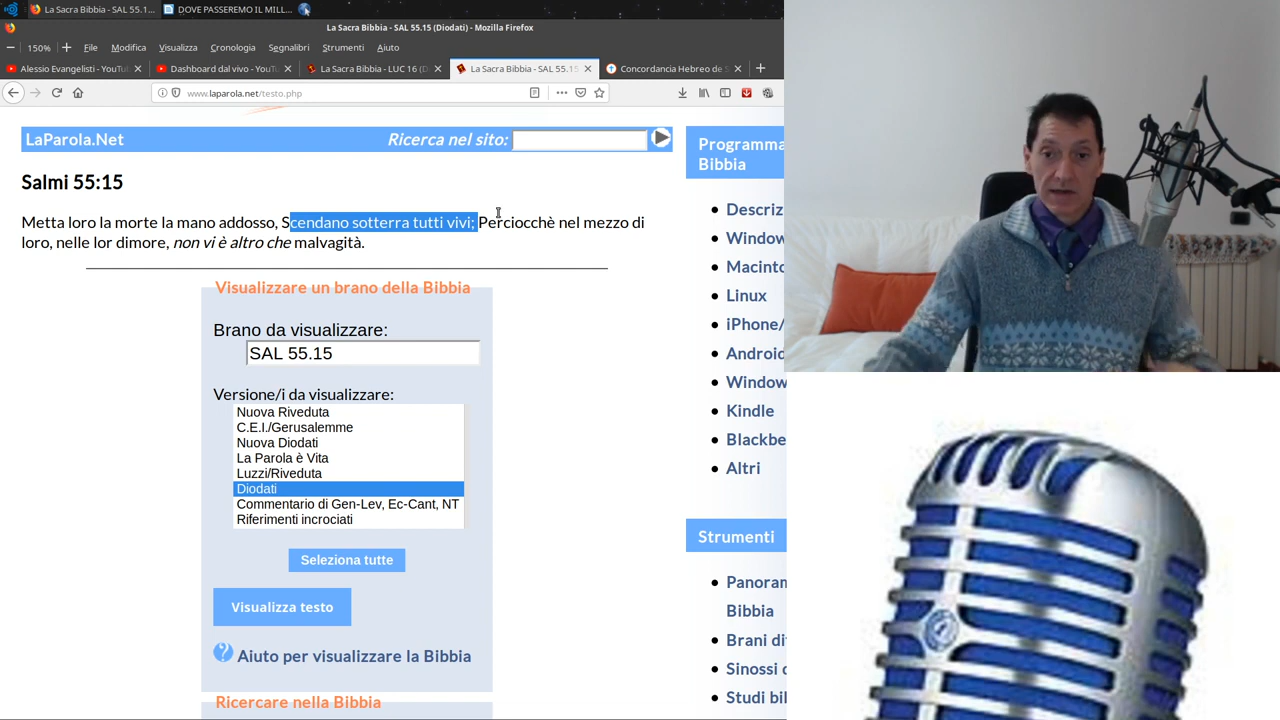 La Sacra Bibbia - SAL 55.1...
DOVE PASSEREMO IL MILL...
La Sacra Bibbia - SAL 55.15 (Diodati) - Mozilla Firefox
150%
File Modifica Visualizza Cronologia Segnalibri Strumenti Aiuto
Alessio Evangelisti - YouTu
Dashboard dal vivo - YouTu
La Sacra Bibbia - LUC 16 (D
La Sacra Bibbia - SAL 55.15
Concordancia Hebreo de S
www.laparola.net/testo.php
LaParola.Net
Ricerca nel sito:
Salmi 55:15
Metta loro la morte la mano addosso, Scendano sotterra tutti vivi; Perciocchè nel mezzo di
loro, nelle lor dimore, non vi è altro che malvagità.
Visualizzare un brano della Bibbia
Brano da visualizzare:
SAL 55.15
Versione/i da visualizzare:
Nuova Riveduta
C.E.I./Gerusalemme
Nuova Diodati
La Parola è Vita
Luzzi/Riveduta
Diodati
Commentario di Gen-Lev, Ec-Cant, NT
Riferimenti incrociati
Seleziona tutte
Visualizza testo
Aiuto per visualizzare la Bibbia
Ricercare nella Bibbia
Programma
Bibbia
Descriz
Window
Macinto
Linux
iPhone/
Android
Window
Kindle
Blackbe
Altri
Strumenti
Panoran
Bibbia
Brani di
Sinossi d
Studi bil